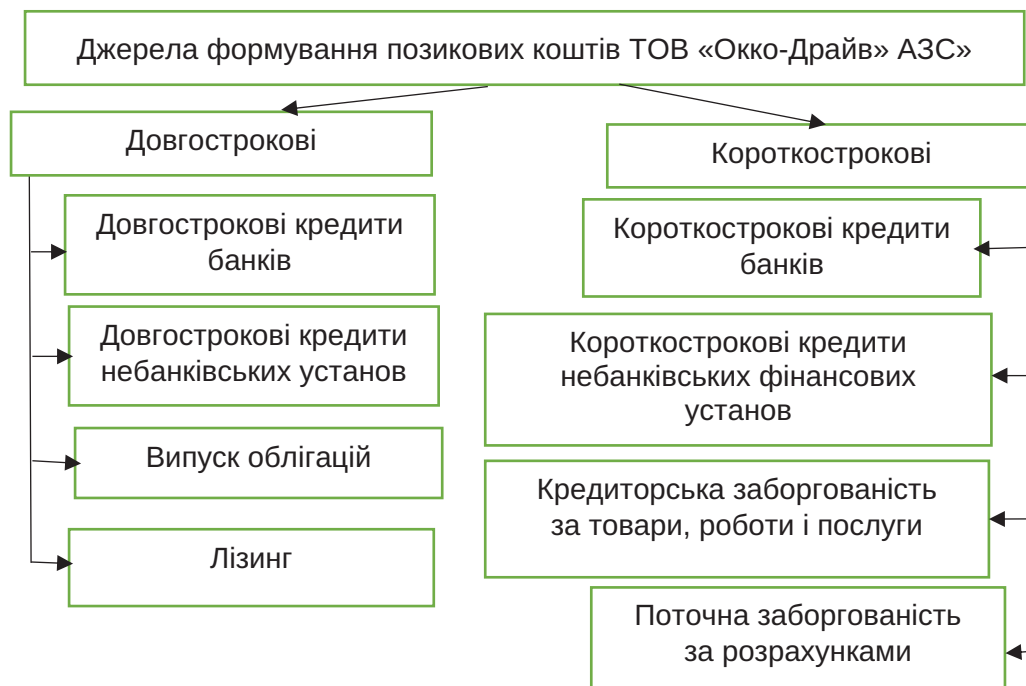 Джерела формування позикових коштів ТОВ «Окко-Драйв» АЗС»
Довгострокові
Довгострокові кредити
банків
Довгострокові кредити
небанківських установ
Випуск облігацій
Лізинг
Короткострокові
Короткострокові кредити
банків
Короткострокові кредити
небанківських фінансових
установ
Кредиторська заборгованість
за товари, роботи і послуги
Поточна заборгованість
за розрахунками